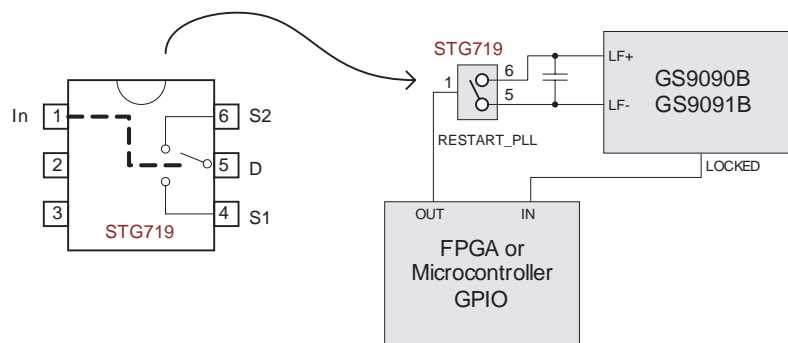 In
1
2
3
6
5
4
S2
D
S1
STG719
STG719
1
6
5
RESTART_PLL
LF+
LF-
GS9090B
GS9091B
LOCKED
OUT
IN
FPGA or
Microcontroller
GPIO